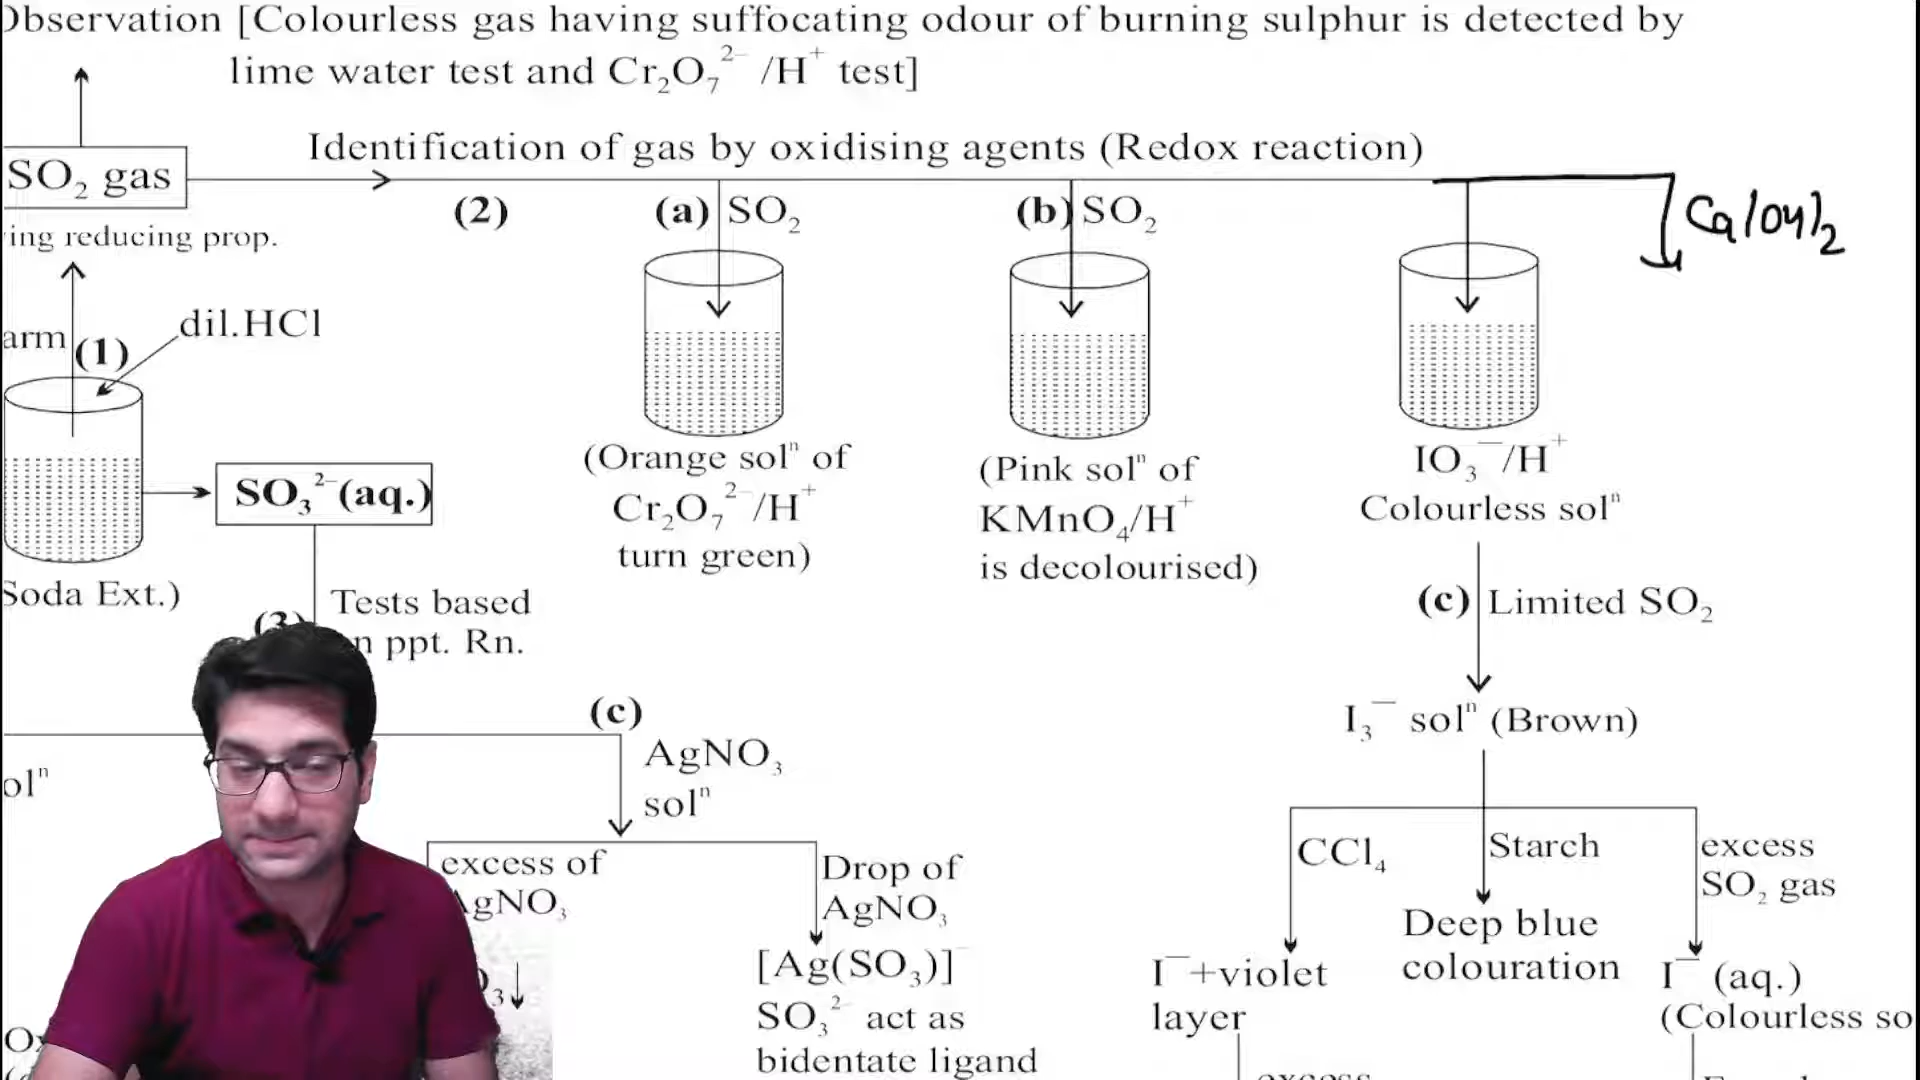 Observation [Colourless gas having suffocating odour of burning sulphur is detected by
lime water test and Cr₂O₇²⁻ /H⁺ test]
Identification of gas by oxidising agents (Redox reaction)
SO₂ gas
(2)
(a) SO₂
(b) SO₂
Ca(OH)₂
ing reducing prop.
dil.HCl
arm
(1)
(Orange solⁿ of
Cr₂O₇²⁻/H⁺
turn green)
(Pink solⁿ of
KMnO₄/H⁺
is decolourised)
IO₃⁻/H⁺
Colourless solⁿ
SO₃²⁻(aq.)
Soda Ext.)
(3)
Tests based
n ppt. Rn.
(c) Limited SO₂
I₃⁻ solⁿ (Brown)
(c)
AgNO₃
solⁿ
olⁿ
excess of
AgNO₃
Drop of
AgNO₃
[Ag(SO₃)]⁻
SO₃²⁻ act as
bidentate ligand
CCl₄
Starch
excess
SO₂ gas
I⁻+violet
layer
Deep blue
colouration
I⁻ (aq.)
(Colourless so
excess